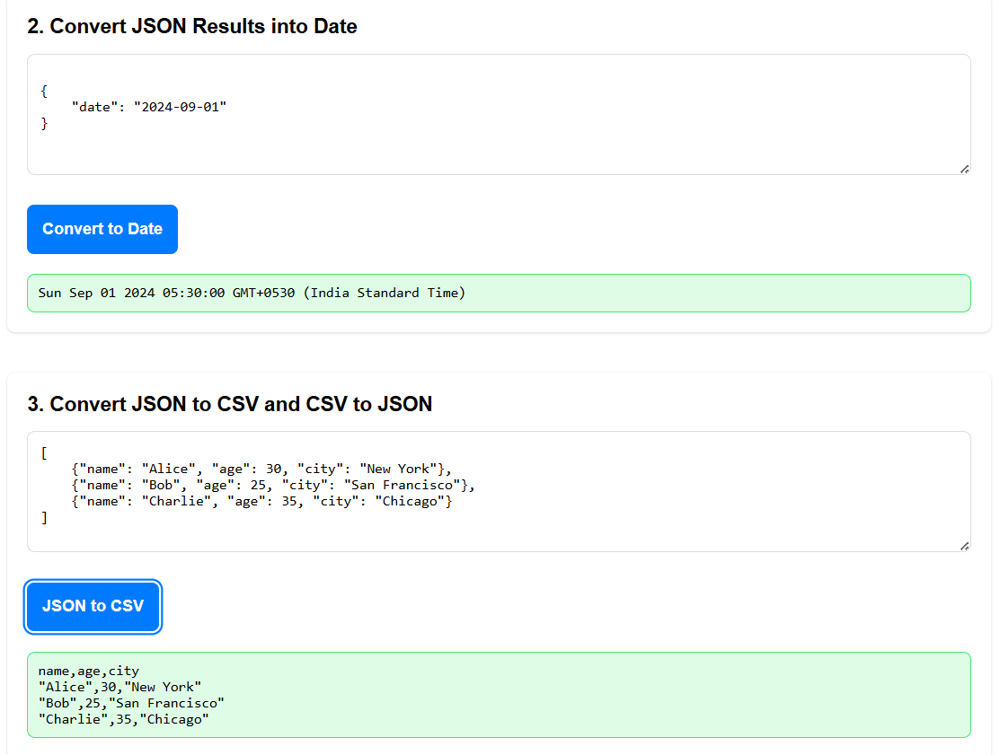 2. Convert JSON Results into Date
{
    "date": "2024-09-01"
}
Convert to Date
Sun Sep 01 2024 05:30:00 GMT+0530 (India Standard Time)
3. Convert JSON to CSV and CSV to JSON
[
    {"name": "Alice", "age": 30, "city": "New York"},
    {"name": "Bob", "age": 25, "city": "San Francisco"},
    {"name": "Charlie", "age": 35, "city": "Chicago"}
]
JSON to CSV
name,age,city
"Alice",30,"New York"
"Bob",25,"San Francisco"
"Charlie",35,"Chicago"